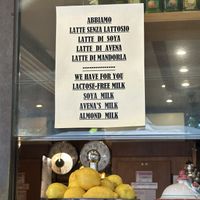 ABBIAMO
LATTE SENZA LATTOSIO
LATTE DI SOYA
LATTE DI AVENA
LATTE DI MANDORLA
---------------
WE HAVE FOR YOU
LACTOSE-FREE MILK
SOYA MILK
AVENA'S MILK
ALMOND MILK